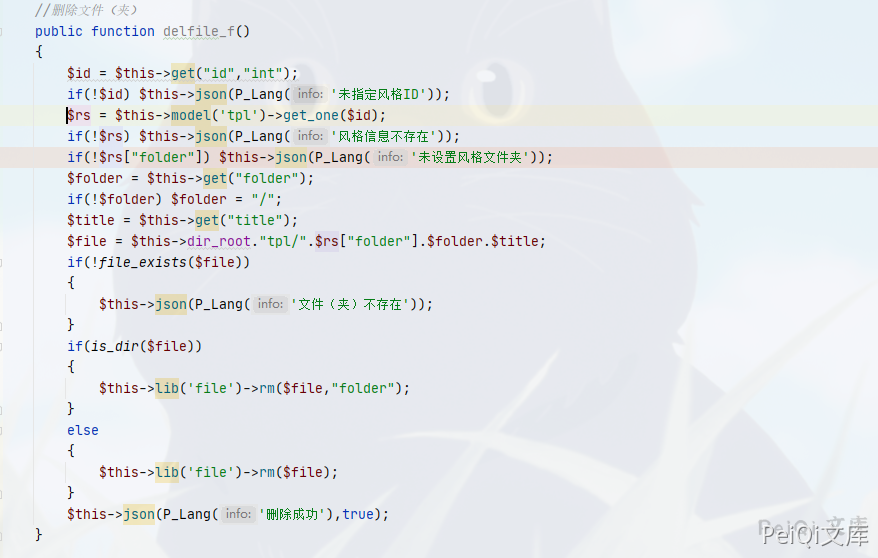 //删除文件（夹）
public function delfile_f()
{
$id = $this->get("id","int");
if(!$id) $this->json(P_Lang( info: '未指定风格ID'));
$rs = $this->model('tpl')->get_one($id);
if(!$rs) $this->json(P_Lang( info: '风格信息不存在'));
if(!$rs["folder"]) $this->json(P_Lang( info: '未设置风格文件夹'));
$folder = $this->get("folder");
if(!$folder) $folder = "/";
$title = $this->get("title");
$file = $this->dir_root."tpl/".$rs["folder"].$folder.$title;
if(!file_exists($file))
{
$this->json(P_Lang( info: '文件（夹）不存在'));
}
if(is_dir($file))
{
$this->lib('file')->rm($file,"folder");
}
else
{
$this->lib('file')->rm($file);
}
$this->json(P_Lang( info: '删除成功'),true);
}
PeiQi 文库
PeiQi文库